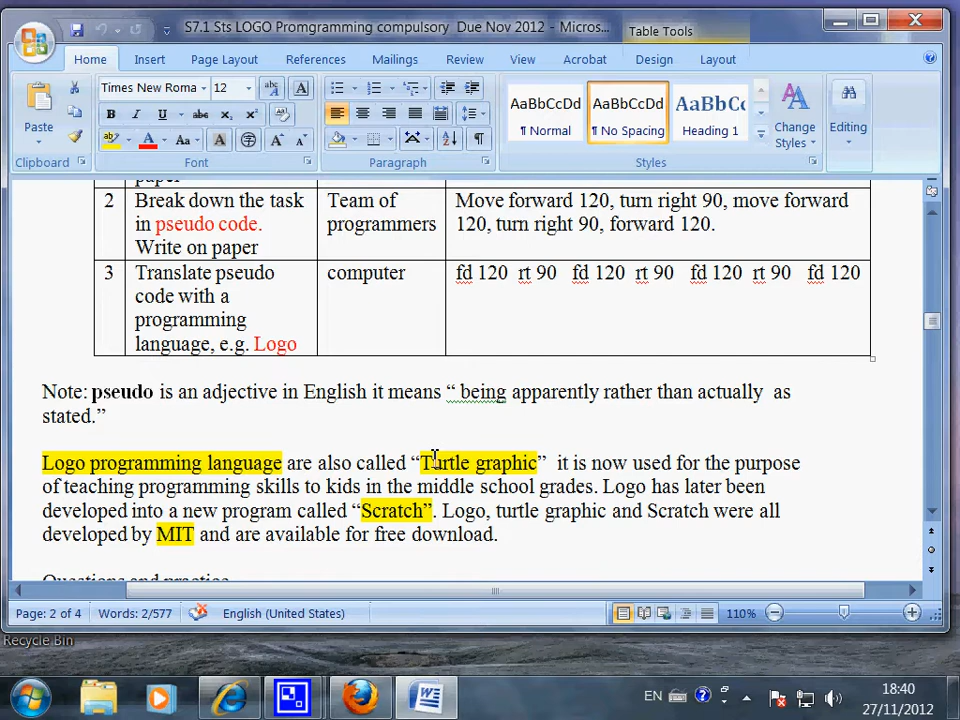 S7.1 Sts LOGO Promgramming compulsory  Due Nov 2012 - Micros...
Table Tools
Home Insert Page Layout References Mailings Review View Acrobat Design Layout
Paste
Times New Roma 12
B I U abc x₂ x²
ab A Aa A A A
AaBbCcDd AaBbCcDd AaBbCc
¶ Normal ¶ No Spacing Heading 1
Change Styles
Editing
Clipboard Font Paragraph Styles
2 Break down the task Team of Move forward 120, turn right 90, move forward
in pseudo code. programmers 120, turn right 90, forward 120.
Write on paper
3 Translate pseudo computer fd 120 rt 90 fd 120 rt 90 fd 120 rt 90 fd 120
code with a
programming
language, e.g. Logo
Note: pseudo is an adjective in English it means “ being apparently rather than actually  as
stated.”
Logo programming language are also called “Turtle graphic”  it is now used for the purpose
of teaching programming skills to kids in the middle school grades. Logo has later been
developed into a new program called “Scratch”. Logo, turtle graphic and Scratch were all
developed by MIT and are available for free download.
Questions and practice
Page: 2 of 4 Words: 2/577 English (United States) 110%
Recycle Bin
EN 18:40
27/11/2012